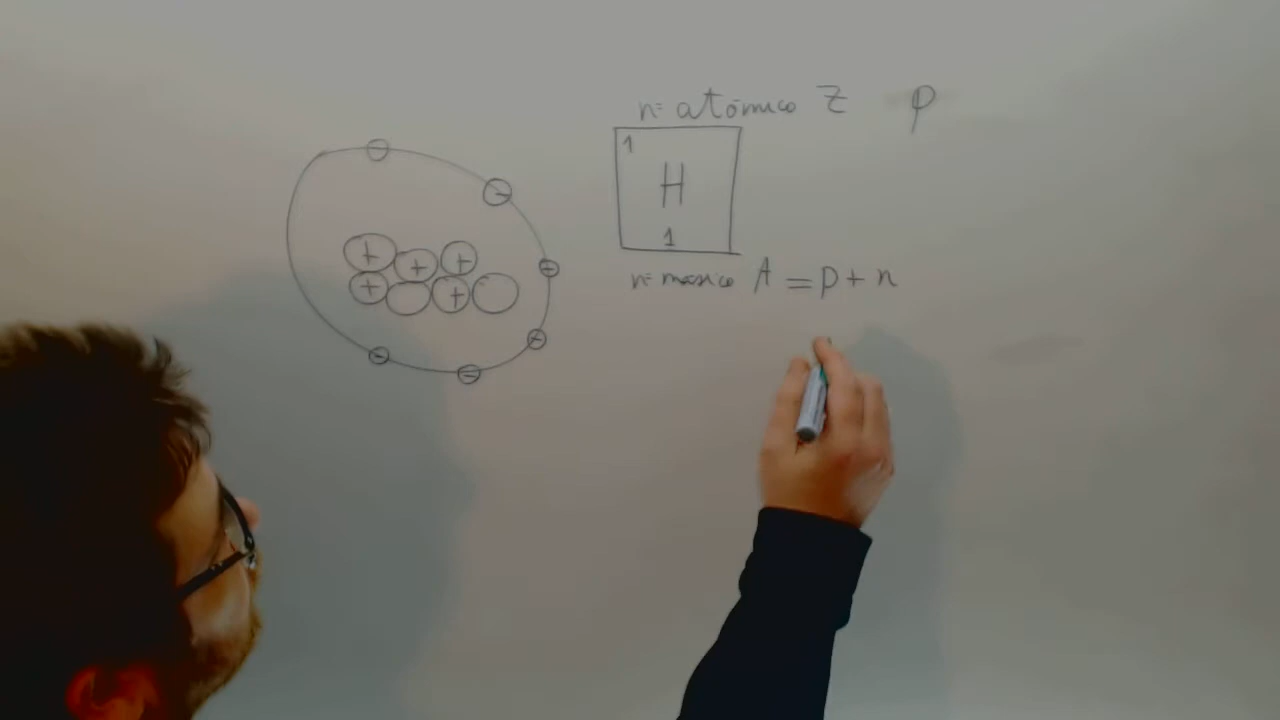 nº atómico Z p
1
H
1
nº másico A = p + n
- - - - - -
+ + +
+ +